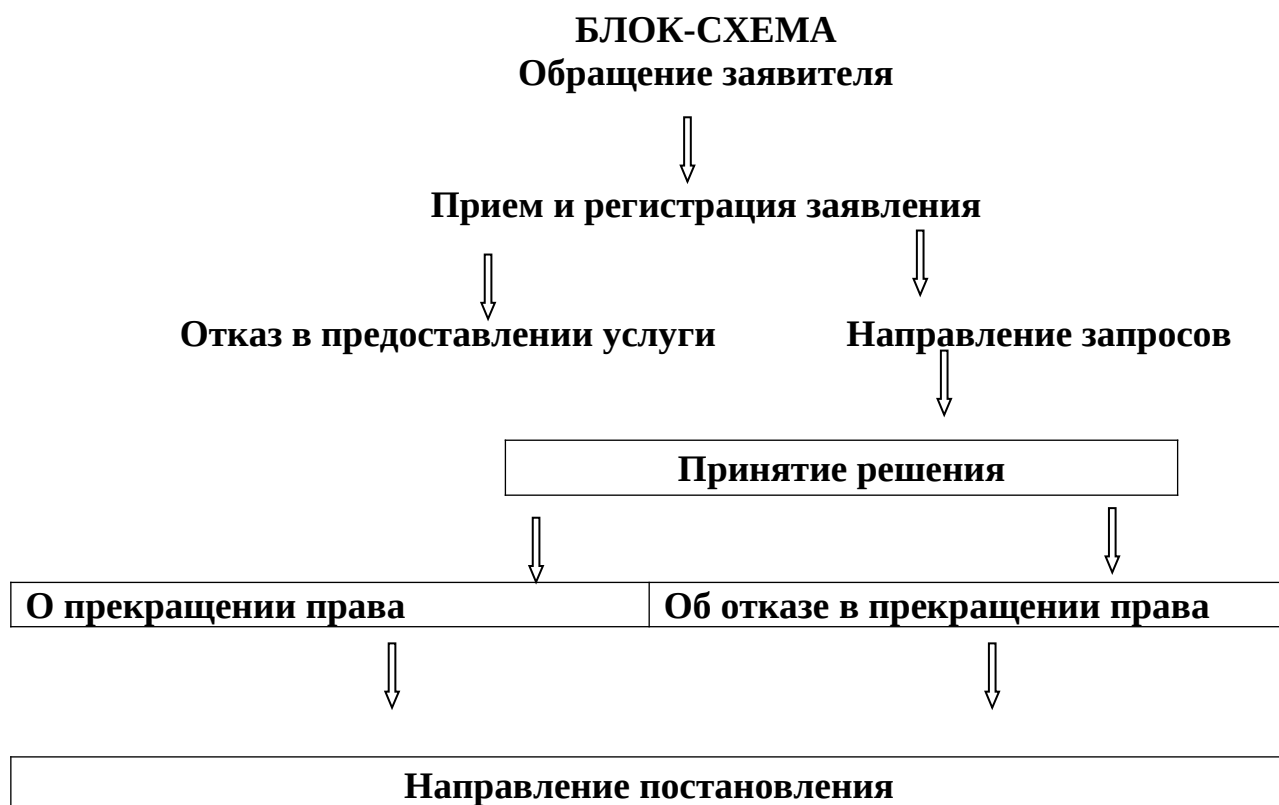 БЛОК-СХЕМА
Обращение заявителя
Прием и регистрация заявления
Отказ в предоставлении услуги
Направление запросов
Принятие решения
О прекращении права
Об отказе в прекращении права
Направление постановления